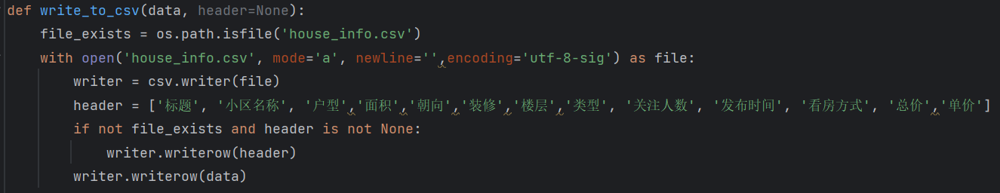 def write_to_csv(data, header=None):
    file_exists = os.path.isfile('house_info.csv')
    with open('house_info.csv', mode='a', newline='',encoding='utf-8-sig') as file:
        writer = csv.writer(file)
        header = ['标题', '小区名称', '户型','面积','朝向','装修','楼层','类型', '关注人数', '发布时间', '看房方式', '总价','单价']
        if not file_exists and header is not None:
            writer.writerow(header)
        writer.writerow(data)